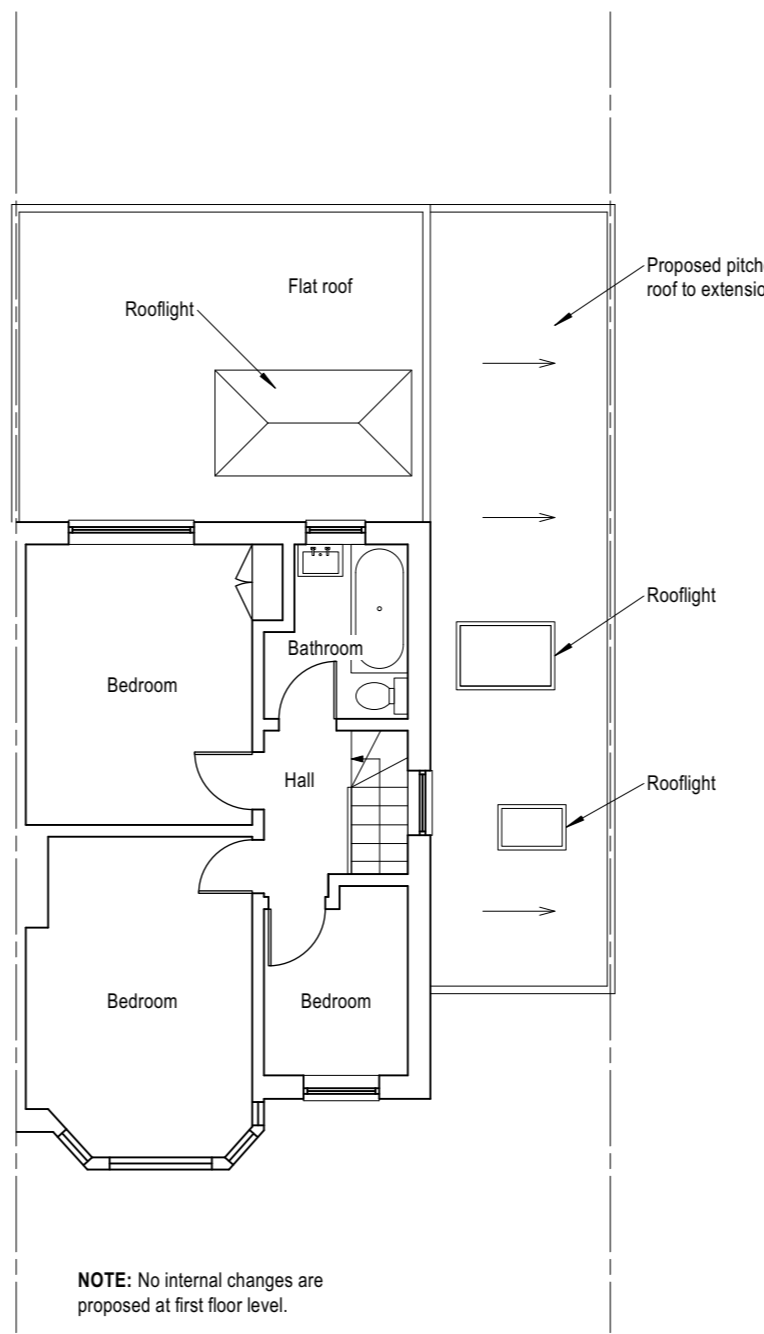 Flat roof
Rooflight
Proposed pitch
roof to extensio
Rooflight
Bathroom
Bedroom
Hall
Rooflight
Bedroom
Bedroom
NOTE: No internal changes are
proposed at first floor level.